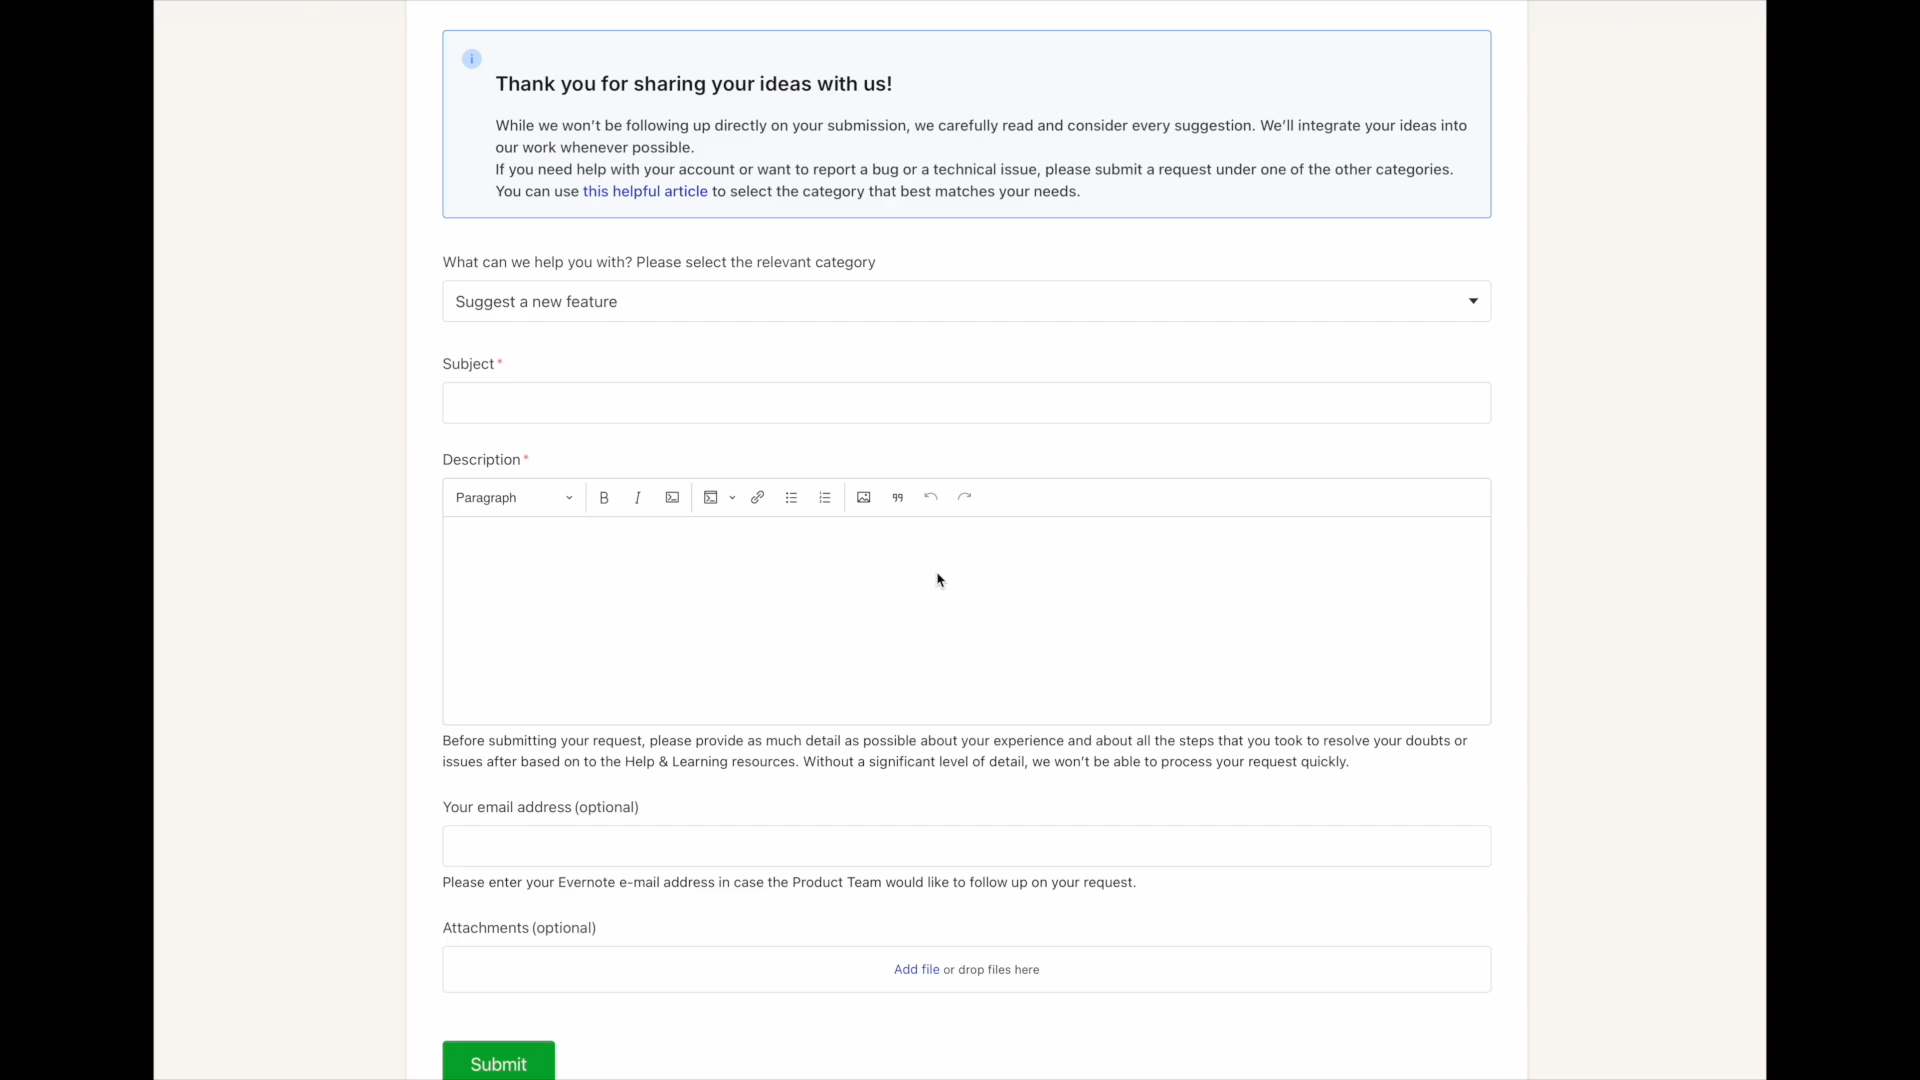 Thank you for sharing your ideas with us!
While we won’t be following up directly on your submission, we carefully read and consider every suggestion. We’ll integrate your ideas into
our work whenever possible.
If you need help with your account or want to report a bug or a technical issue, please submit a request under one of the other categories.
You can use this helpful article to select the category that best matches your needs.
What can we help you with? Please select the relevant category
Suggest a new feature
Subject*
Description*
Paragraph
Before submitting your request, please provide as much detail as possible about your experience and about all the steps that you took to resolve your doubts or
issues after based on to the Help & Learning resources. Without a significant level of detail, we won’t be able to process your request quickly.
Your email address (optional)
Please enter your Evernote e-mail address in case the Product Team would like to follow up on your request.
Attachments (optional)
Add file or drop files here
Submit